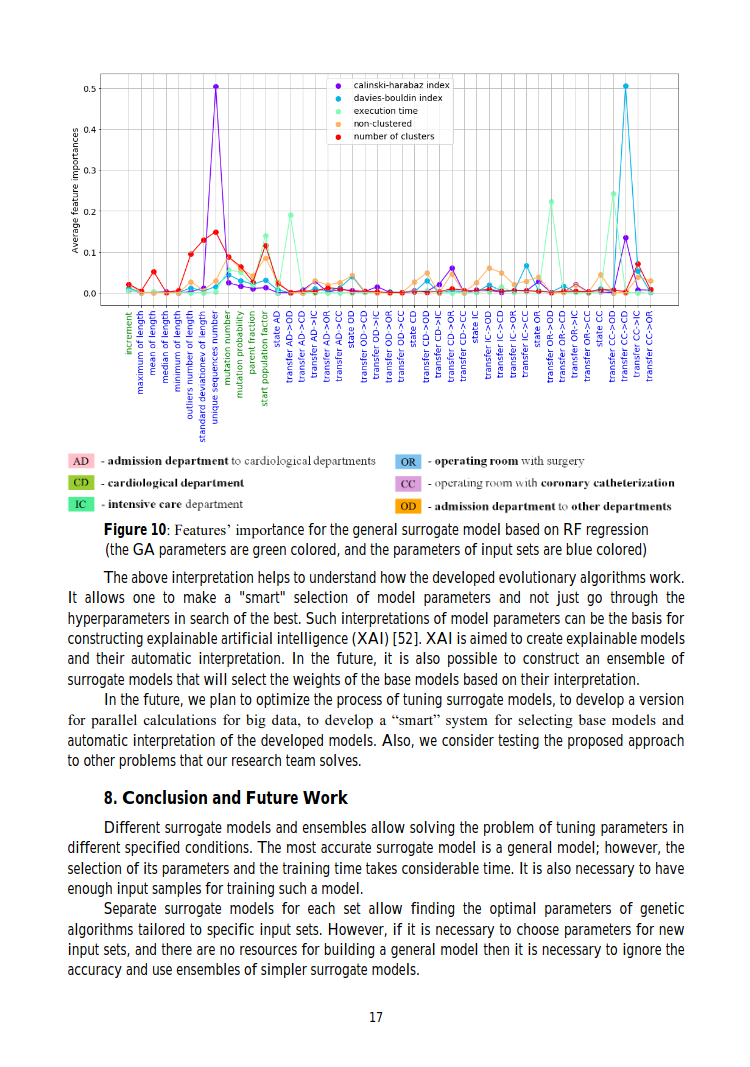 0.5
0.4
0.3
0.2
0.1
0.0
Average feature importances
calinski-harabaz index
davies-bouldin index
execution time
non-clustered
number of clusters
increment
maximum of length
mean of length
median of length
minimum of length
outliers number of length
standard deviationev of length
unique sequences number
mutation number
mutation probability
parent fraction
start population factor
state AD
transfer AD->OD
transfer AD->CD
transfer AD->IC
transfer AD->OR
transfer AD->CC
state OD
transfer OD->CD
transfer OD->IC
transfer OD->OR
transfer OD->CC
state CD
transfer CD->OD
transfer CD->IC
transfer CD->OR
transfer CD->CC
state IC
transfer IC->OD
transfer IC->CD
transfer IC->OR
transfer IC->CC
state OR
transfer OR->OD
transfer OR->CD
transfer OR->IC
transfer OR->CC
state CC
transfer CC->OD
transfer CC->CD
transfer CC->IC
transfer CC->OR
AD - admission department to cardiological departments
OR - operating room with surgery
CD - cardiological department
CC - operating room with coronary catheterization
IC - intensive care department
OD - admission department to other departments
Figure 10: Features’ importance for the general surrogate model based on RF regression
(the GA parameters are green colored, and the parameters of input sets are blue colored)
The above interpretation helps to understand how the developed evolutionary algorithms work.
It allows one to make a "smart" selection of model parameters and not just go through the
hyperparameters in search of the best. Such interpretations of model parameters can be the basis for
constructing explainable artificial intelligence (XAI) [52]. XAI is aimed to create explainable models
and their automatic interpretation. In the future, it is also possible to construct an ensemble of
surrogate models that will select the weights of the base models based on their interpretation.
In the future, we plan to optimize the process of tuning surrogate models, to develop a version
for parallel calculations for big data, to develop a “smart” system for selecting base models and
automatic interpretation of the developed models. Also, we consider testing the proposed approach
to other problems that our research team solves.
8. Conclusion and Future Work
Different surrogate models and ensembles allow solving the problem of tuning parameters in
different specified conditions. The most accurate surrogate model is a general model; however, the
selection of its parameters and the training time takes considerable time. It is also necessary to have
enough input samples for training such a model.
Separate surrogate models for each set allow finding the optimal parameters of genetic
algorithms tailored to specific input sets. However, if it is necessary to choose parameters for new
input sets, and there are no resources for building a general model then it is necessary to ignore the
accuracy and use ensembles of simpler surrogate models.
17